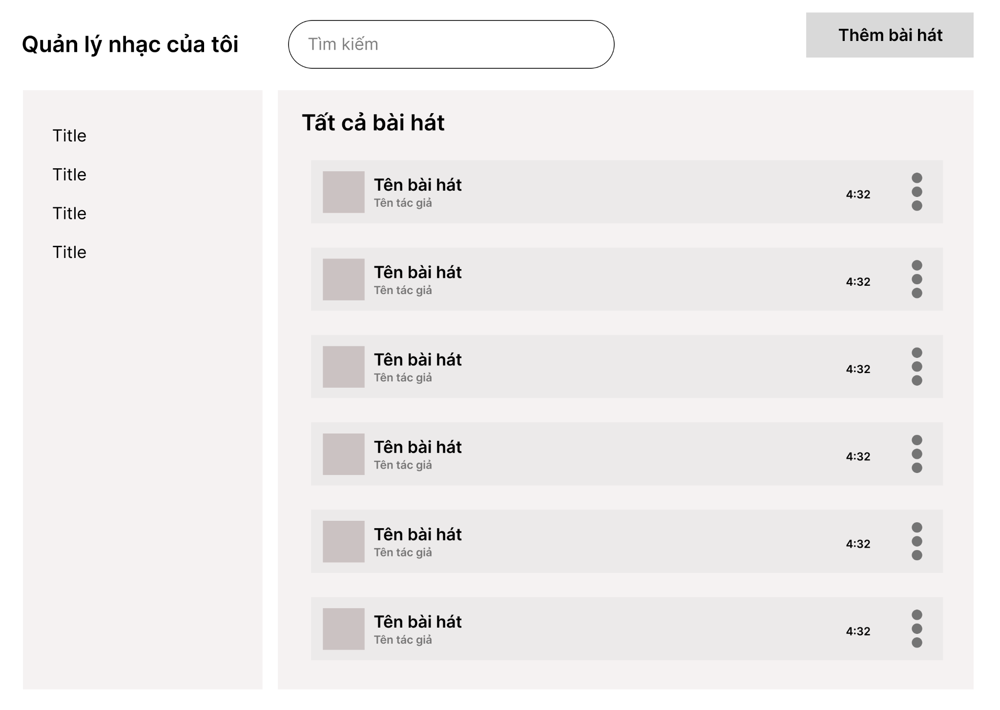 Quản lý nhạc của tôi
Tìm kiếm
Thêm bài hát
Title
Title
Title
Title
Tất cả bài hát
Tên bài hát
Tên tác giả
4:32
Tên bài hát
Tên tác giả
4:32
Tên bài hát
Tên tác giả
4:32
Tên bài hát
Tên tác giả
4:32
Tên bài hát
Tên tác giả
4:32
Tên bài hát
Tên tác giả
4:32